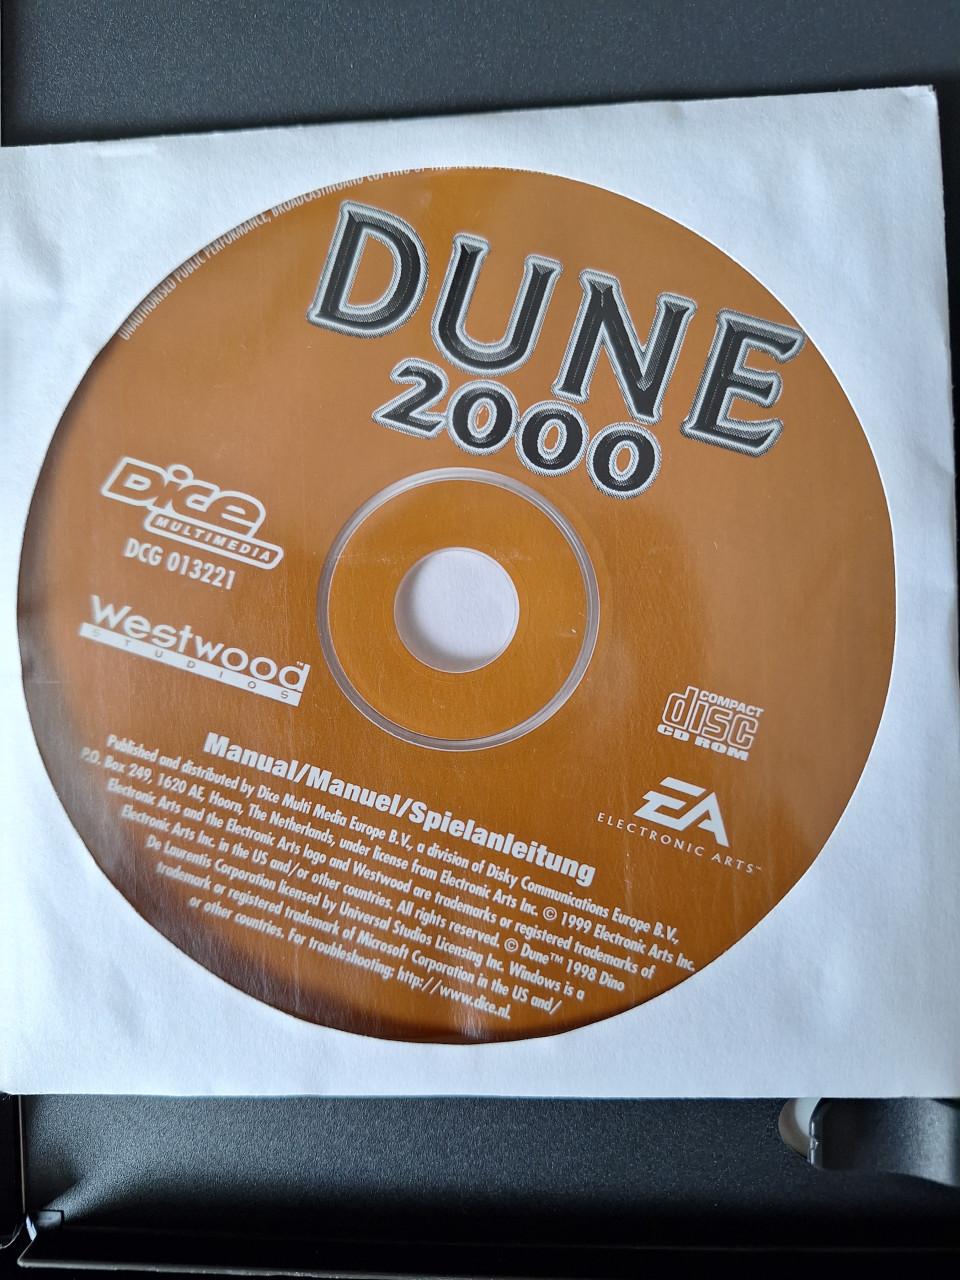 UNAUTHORISED PUBLIC PERFORMANCE, BROADCASTING AND COPYING OF THIS RECORD
DUNE
2000
Dice
MULTIMEDIA
DCG 013221
Westwood™
STUDIOS
COMPACT
disc
CD ROM
EA
ELECTRONIC ARTS™
Manual/Manuel/Spielanleitung
Published and distributed by Dice Multi Media Europe B.V., a division of Disky Communications Europe B.V.,
P.O. Box 249, 1620 AE, Hoorn, The Netherlands, under license from Electronic Arts Inc. © 1999 Electronic Arts Inc.
Electronic Arts and the Electronic Arts logo and Westwood are trademarks or registered trademarks of
Electronic Arts Inc. in the US and/or other countries. All rights reserved. © Dune™ 1998 Dino
De Laurentis Corporation licensed by Universal Studios Licensing Inc. Windows is a
trademark or registered trademark of Microsoft Corporation in the US and/
or other countries. For troubleshooting: http://www.dice.nl.